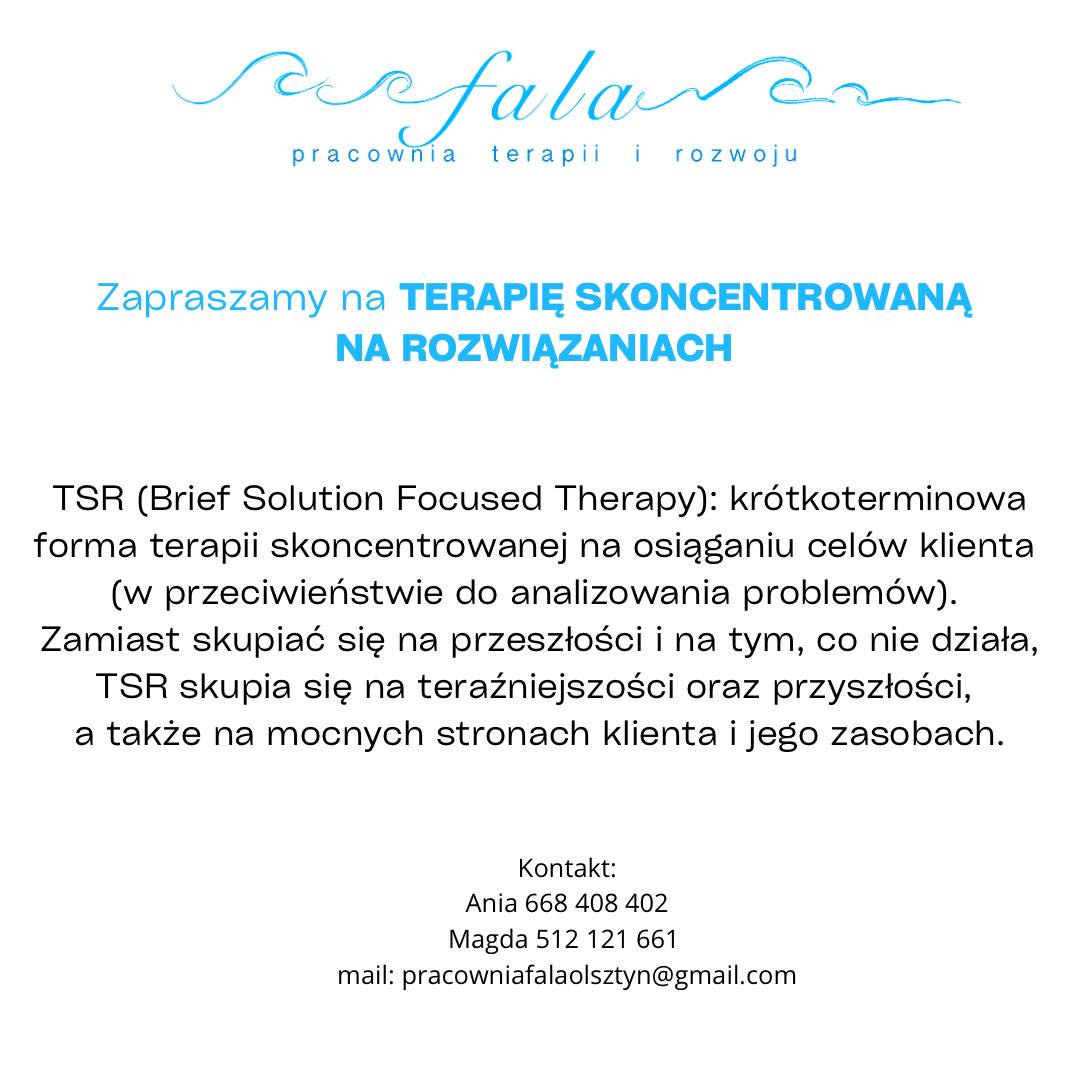 fala
pracownia terapii i rozwoju
Zapraszamy na TERAPIĘ SKONCENTROWANĄ
NA ROZWIĄZANIACH
TSR (Brief Solution Focused Therapy): krótkoterminowa
forma terapii skoncentrowanej na osiąganiu celów klienta
(w przeciwieństwie do analizowania problemów).
Zamiast skupiać się na przeszłości i na tym, co nie działa,
TSR skupia się na teraźniejszości oraz przyszłości,
a także na mocnych stronach klienta i jego zasobach.
Kontakt:
Ania 668 408 402
Magda 512 121 661
mail: pracowniafalaolsztyn@gmail.com